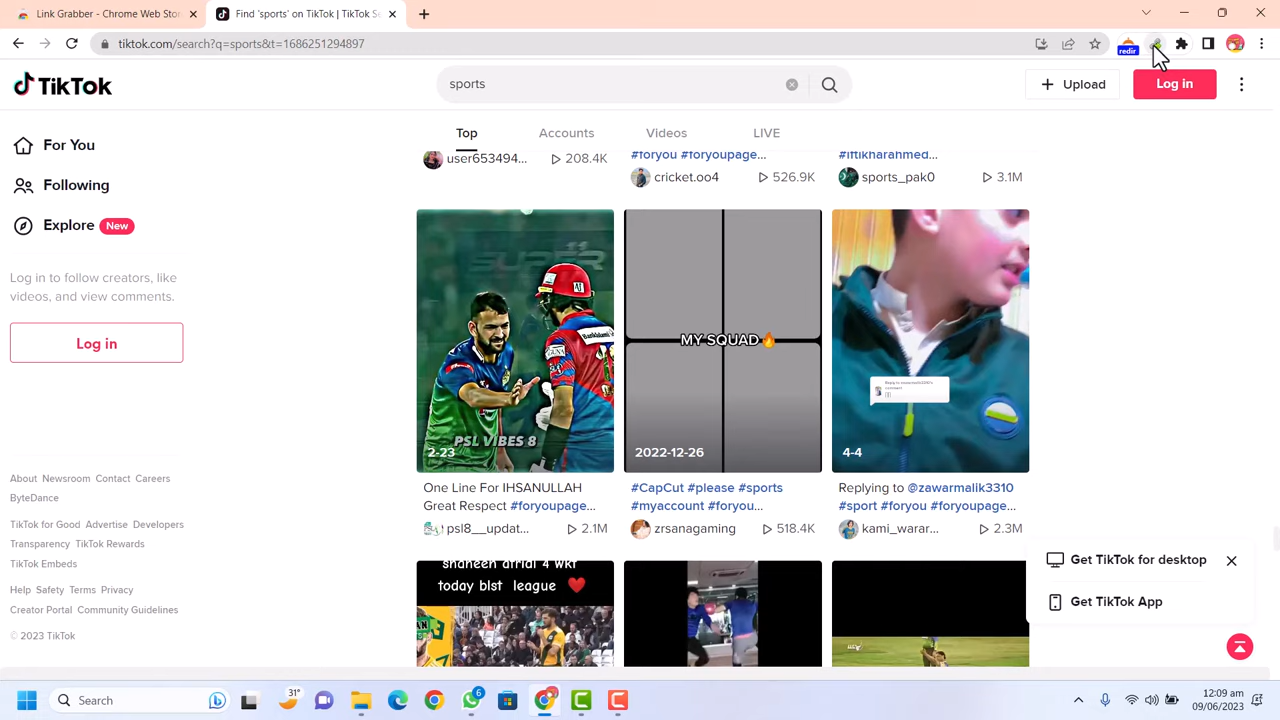 Link Grabber - Chrome Web Sto
Find 'sports' on TikTok | TikTok Se
tiktok.com/search?q=sports&t=1686251294897
redir
TikTok
sports
Upload
Log in
Top
Accounts
Videos
LIVE
For You
Following
Explore New
Log in to follow creators, like
videos, and view comments.
Log in
About Newsroom Contact Careers
ByteDance
TikTok for Good Advertise Developers
Transparency TikTok Rewards
TikTok Embeds
Help Safety Terms Privacy
Creator Portal Community Guidelines
© 2023 TikTok
user653494... 208.4K
#foryou #foryoupage...
cricket.oo4 526.9K
#iftikharahmed...
sports_pak0 3.1M
SUPER
11
PSL VIBES 8
2-23
One Line For IHSANULLAH
Great Respect #foryoupage...
psl8__updat... 2.1M
MY SQUAD🔥
2022-12-26
#CapCut #please #sports
#myaccount #foryou...
zrsanagaming 518.4K
4-4
Replying to @zawarmalik3310
#sport #foryou #foryoupage...
kami_warar... 2.3M
shaheen afridi 4 wkt
today blst league ❤️
Get TikTok for desktop
Get TikTok App
Search
31°
6
12:09 am
09/06/2023